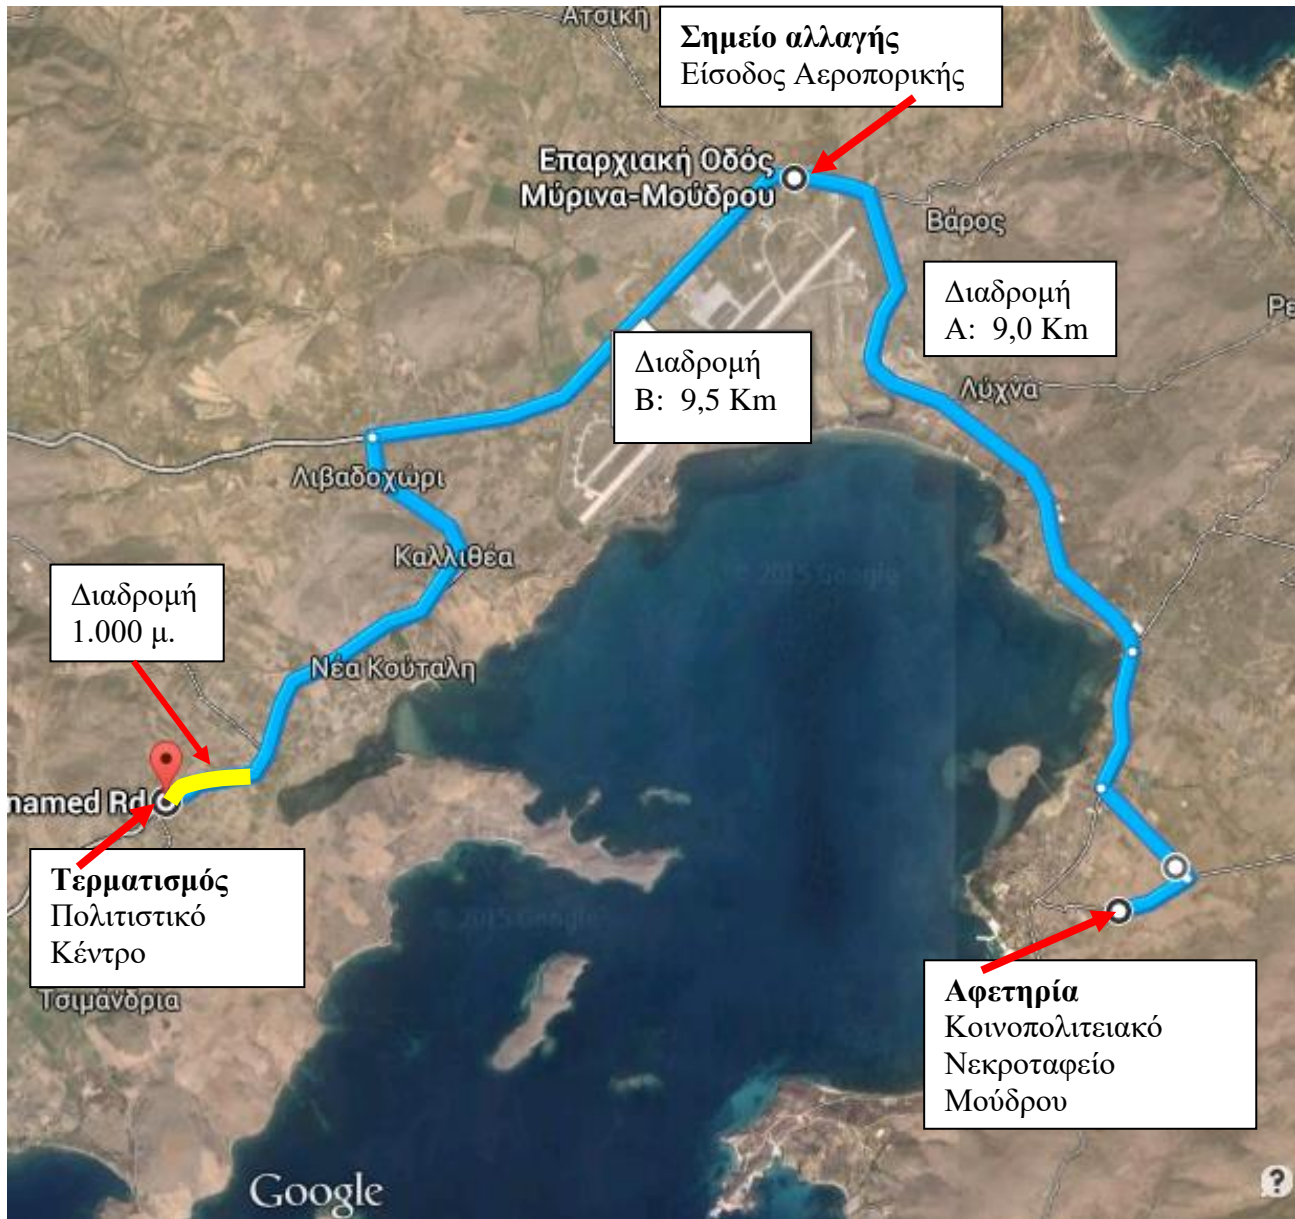 Ατσική
Σημείο αλλαγής
Είσοδος Αεροπορικής
Επαρχιακή Οδός
Μύρινα-Μούδρου
Βάρος
Διαδρομή
Α: 9,0 Km
Ρε
Διαδρομή
Β: 9,5 Km
Λύχνα
Λιβαδοχώρι
Καλλιθέα
© 2015 Google
Διαδρομή
1.000 μ.
Νέα Κούταλη
named Rd
Τερματισμός
Πολιτιστικό
Κέντρο
2015 Google
Τσιμάνδρια
Αφετηρία
Κοινοπολιτειακό
Νεκροταφείο
Μούδρου
Google
?